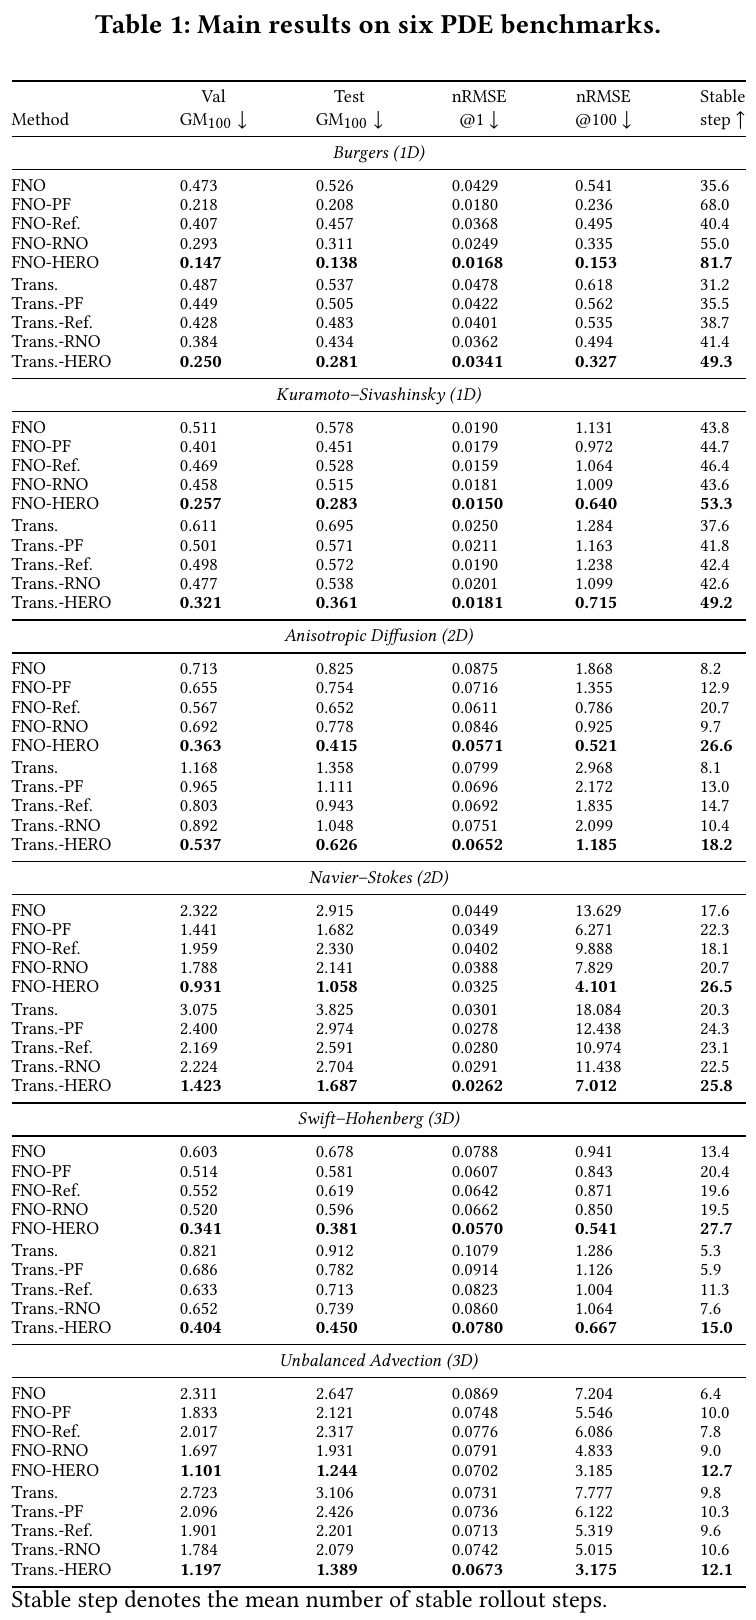 Table 1: Main results on six PDE benchmarks.
Val Test nRMSE nRMSE Stable
Method GM100 ↓ GM100 ↓ @1 ↓ @100 ↓ step ↑
Burgers (1D)
FNO 0.473 0.526 0.0429 0.541 35.6
FNO-PF 0.218 0.208 0.0180 0.236 68.0
FNO-Ref. 0.407 0.457 0.0368 0.495 40.4
FNO-RNO 0.293 0.311 0.0249 0.335 55.0
FNO-HERO 0.147 0.138 0.0168 0.153 81.7
Trans. 0.487 0.537 0.0478 0.618 31.2
Trans.-PF 0.449 0.505 0.0422 0.562 35.5
Trans.-Ref. 0.428 0.483 0.0401 0.535 38.7
Trans.-RNO 0.384 0.434 0.0362 0.494 41.4
Trans.-HERO 0.250 0.281 0.0341 0.327 49.3
Kuramoto–Sivashinsky (1D)
FNO 0.511 0.578 0.0190 1.131 43.8
FNO-PF 0.401 0.451 0.0179 0.972 44.7
FNO-Ref. 0.469 0.528 0.0159 1.064 46.4
FNO-RNO 0.458 0.515 0.0181 1.009 43.6
FNO-HERO 0.257 0.283 0.0150 0.640 53.3
Trans. 0.611 0.695 0.0250 1.284 37.6
Trans.-PF 0.501 0.571 0.0211 1.163 41.8
Trans.-Ref. 0.498 0.572 0.0190 1.238 42.4
Trans.-RNO 0.477 0.538 0.0201 1.099 42.6
Trans.-HERO 0.321 0.361 0.0181 0.715 49.2
Anisotropic Diffusion (2D)
FNO 0.713 0.825 0.0875 1.868 8.2
FNO-PF 0.655 0.754 0.0716 1.355 12.9
FNO-Ref. 0.567 0.652 0.0611 0.786 20.7
FNO-RNO 0.692 0.778 0.0846 0.925 9.7
FNO-HERO 0.363 0.415 0.0571 0.521 26.6
Trans. 1.168 1.358 0.0799 2.968 8.1
Trans.-PF 0.965 1.111 0.0696 2.172 13.0
Trans.-Ref. 0.803 0.943 0.0692 1.835 14.7
Trans.-RNO 0.892 1.048 0.0751 2.099 10.4
Trans.-HERO 0.537 0.626 0.0652 1.185 18.2
Navier–Stokes (2D)
FNO 2.322 2.915 0.0449 13.629 17.6
FNO-PF 1.441 1.682 0.0349 6.271 22.3
FNO-Ref. 1.959 2.330 0.0402 9.888 18.1
FNO-RNO 1.788 2.141 0.0388 7.829 20.7
FNO-HERO 0.931 1.058 0.0325 4.101 26.5
Trans. 3.075 3.825 0.0301 18.084 20.3
Trans.-PF 2.400 2.974 0.0278 12.438 24.3
Trans.-Ref. 2.169 2.591 0.0280 10.974 23.1
Trans.-RNO 2.224 2.704 0.0291 11.438 22.5
Trans.-HERO 1.423 1.687 0.0262 7.012 25.8
Swift–Hohenberg (3D)
FNO 0.603 0.678 0.0788 0.941 13.4
FNO-PF 0.514 0.581 0.0607 0.843 20.4
FNO-Ref. 0.552 0.619 0.0642 0.871 19.6
FNO-RNO 0.520 0.596 0.0662 0.850 19.5
FNO-HERO 0.341 0.381 0.0570 0.541 27.7
Trans. 0.821 0.912 0.1079 1.286 5.3
Trans.-PF 0.686 0.782 0.0914 1.126 5.9
Trans.-Ref. 0.633 0.713 0.0823 1.004 11.3
Trans.-RNO 0.652 0.739 0.0860 1.064 7.6
Trans.-HERO 0.404 0.450 0.0780 0.667 15.0
Unbalanced Advection (3D)
FNO 2.311 2.647 0.0869 7.204 6.4
FNO-PF 1.833 2.121 0.0748 5.546 10.0
FNO-Ref. 2.017 2.317 0.0776 6.086 7.8
FNO-RNO 1.697 1.931 0.0791 4.833 9.0
FNO-HERO 1.101 1.244 0.0702 3.185 12.7
Trans. 2.723 3.106 0.0731 7.777 9.8
Trans.-PF 2.096 2.426 0.0736 6.122 10.3
Trans.-Ref. 1.901 2.201 0.0713 5.319 9.6
Trans.-RNO 1.784 2.079 0.0742 5.015 10.6
Trans.-HERO 1.197 1.389 0.0673 3.175 12.1
Stable step denotes the mean number of stable rollout steps.